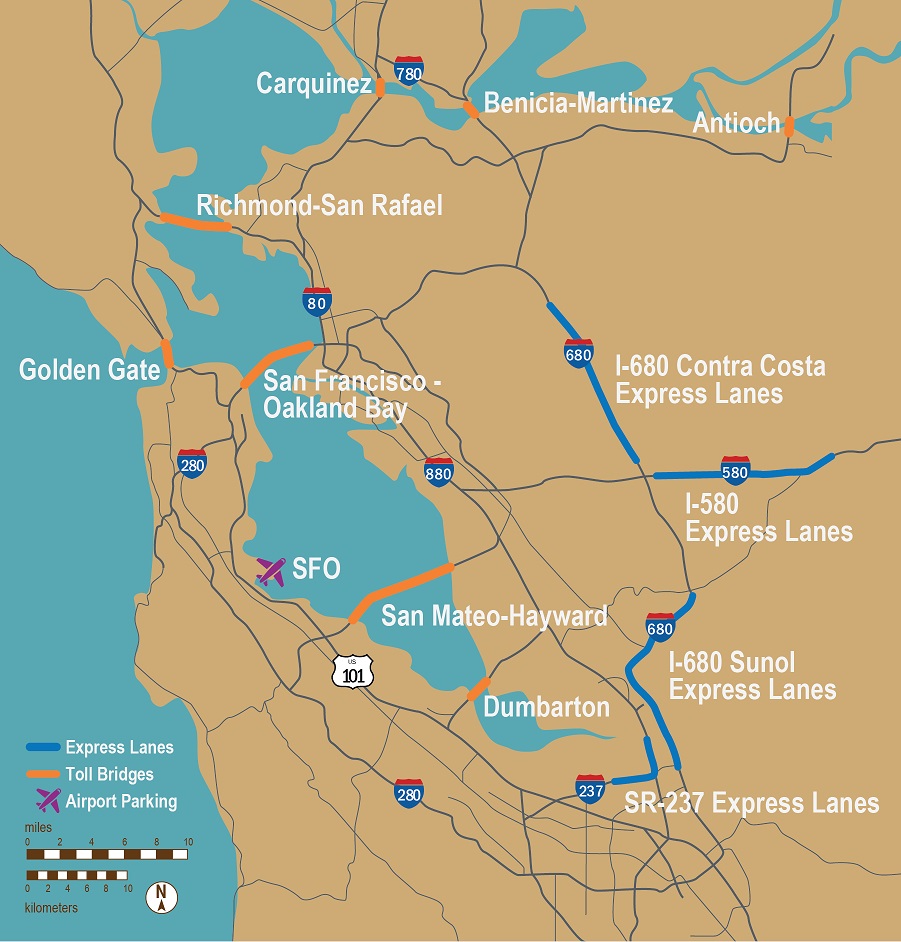 780
Carquinez
Benicia-Martinez
Antioch
Richmond-San Rafael
80
Golden Gate
San Francisco -
Oakland Bay
680
I-680 Contra Costa
Express Lanes
280
880
580
I-580
Express Lanes
SFO
San Mateo-Hayward
680
US
101
I-680 Sunol
Express Lanes
Dumbarton
Express Lanes
Toll Bridges
Airport Parking
280
237
SR-237 Express Lanes
miles
0 2 4 6 8 10
0 2 4 6 8 10
kilometers
N